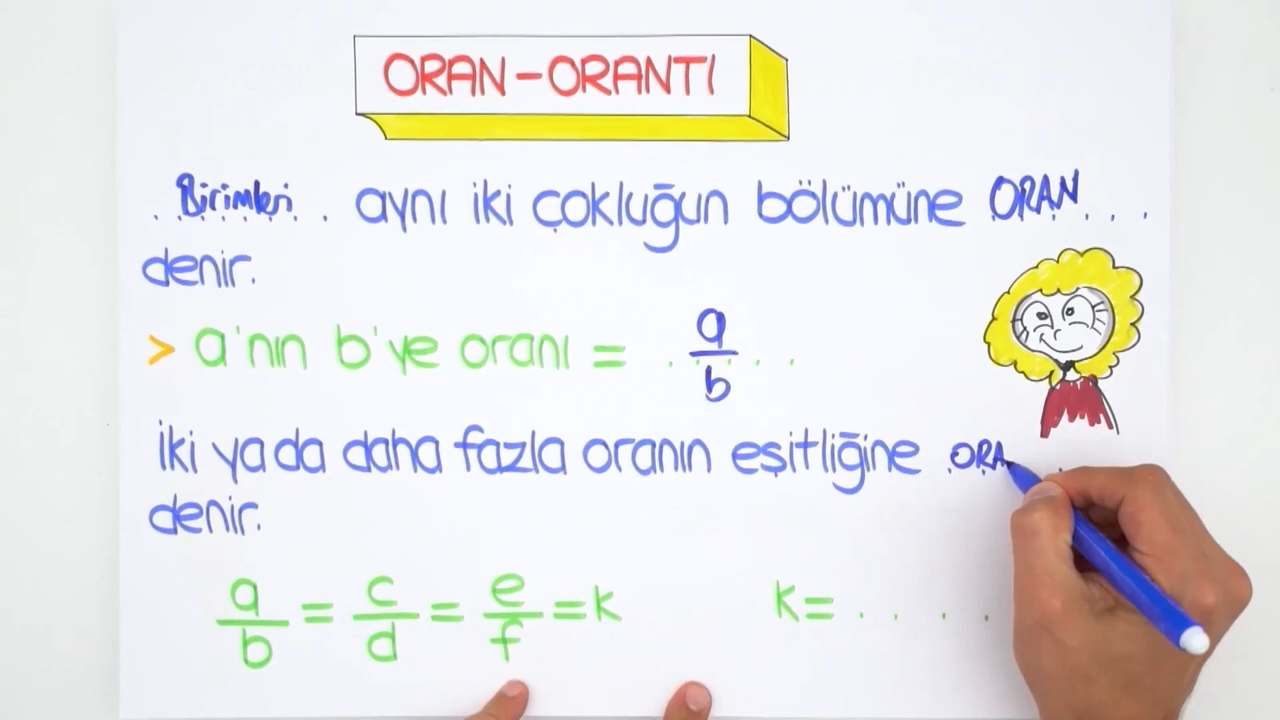 ORAN-ORANTI
Birimleri aynı iki çokluğun bölümüne ORAN...
denir.
> a'nın b'ye oranı = a/b
İki ya da daha fazla oranın eşitliğine ORA
denir.
a/b = c/d = e/f = k k = .....